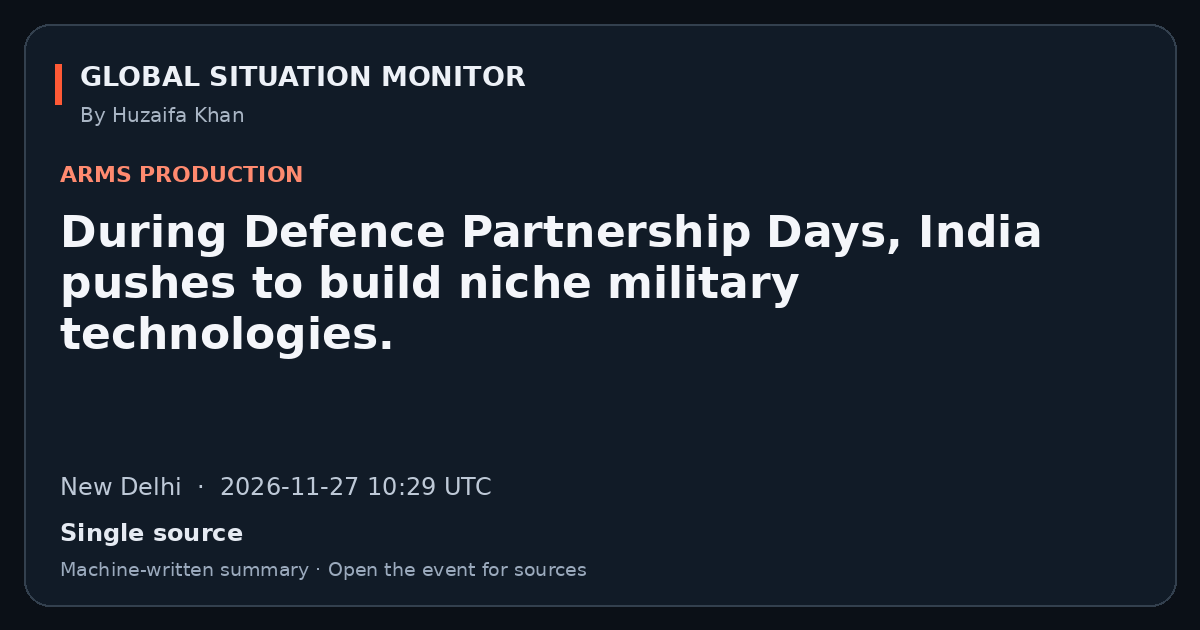 GLOBAL SITUATION MONITOR
By Huzaifa Khan
ARMS PRODUCTION
During Defence Partnership Days, India
pushes to build niche military
technologies.
New Delhi · 2026-11-27 10:29 UTC
Single source
Machine-written summary · Open the event for sources